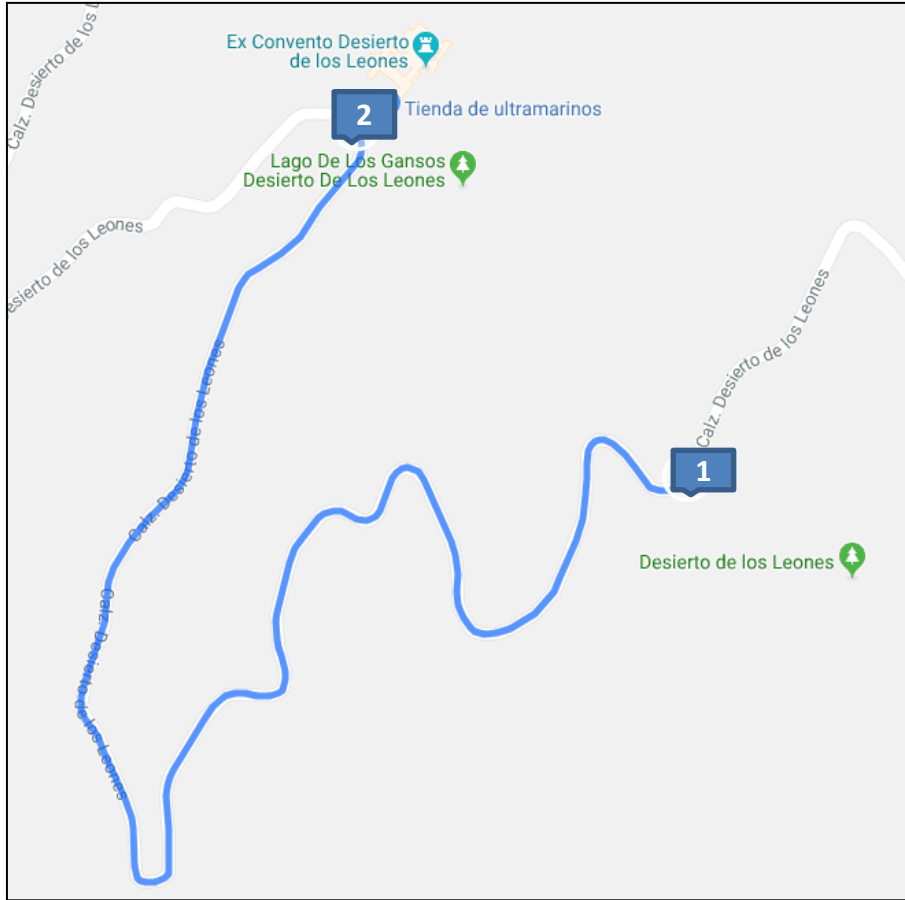 Calz. Desierto de los L
Ex Convento Desierto
de los Leones
2
Tienda de ultramarinos
Lago De Los Gansos
Desierto De Los Leones
esierto de los Leones
Calz. Desierto de los Leones
Calz. Desierto de los Leones
1
Desierto de los Leones
Calz. Desierto de los Leones